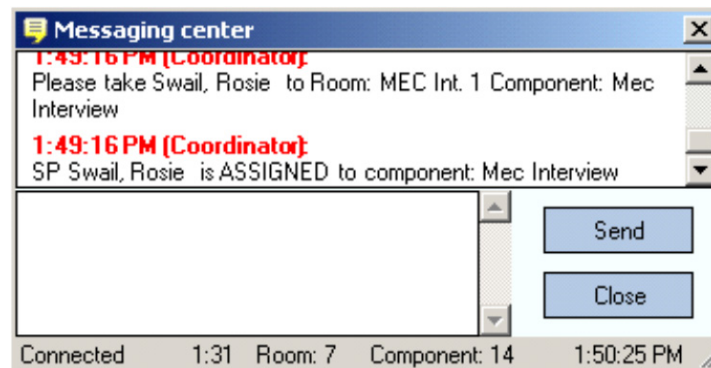 Messaging center
1:49:16 PM (Coordinator):
Please take Swail, Rosie to Room: MEC Int. 1 Component: Mec
Interview
1:49:16 PM (Coordinator):
SP Swail, Rosie is ASSIGNED to component: Mec Interview
Send
Close
Connected 1:31 Room: 7 Component: 14 1:50:25 PM